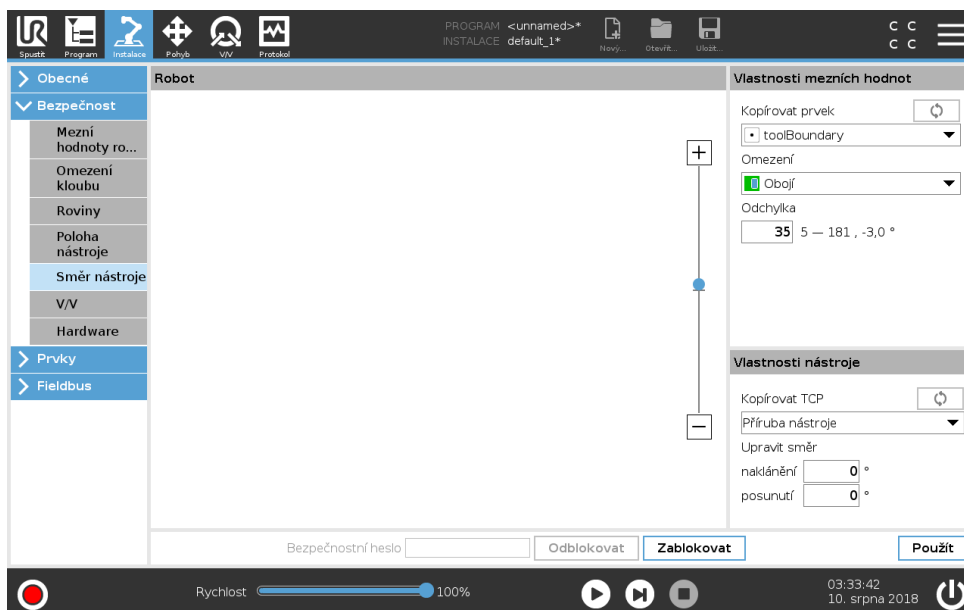 PROGRAM <unnamed>*
INSTALACE default_1*
Spustit Program Instalace Pohyb V/V Protokol
Nový... Otevřít... Uložit...
C C
C C
Obecné
Bezpečnost
Mezní
hodnoty ro...
Omezení
kloubu
Roviny
Poloha
nástroje
Směr nástroje
V/V
Hardware
Prvky
Fieldbus
Robot
Vlastnosti mezních hodnot
Kopírovat prvek
toolBoundary
Omezení
Obojí
Odchylka
35 5 — 181 , -3,0 °
Vlastnosti nástroje
Kopírovat TCP
Příruba nástroje
Upravit směr
naklánění 0 °
posunutí 0 °
Bezpečnostní heslo Odblokovat Zablokovat Použít
Rychlost 100%
03:33:42
10. srpna 2018